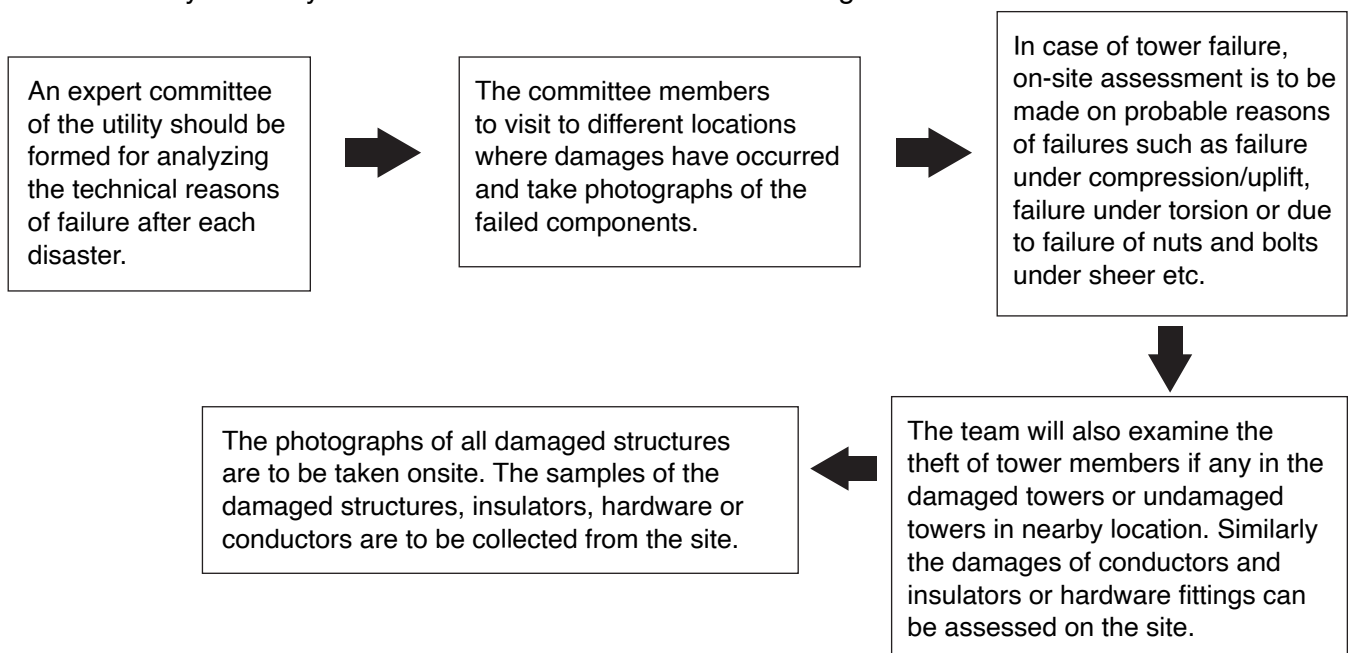 An expert committee
of the utility should be
formed for analyzing
the technical reasons
of failure after each
disaster.
The committee members
to visit to different locations
where damages have occurred
and take photographs of the
failed components.
In case of tower failure,
on-site assessment is to be
made on probable reasons
of failures such as failure
under compression/uplift,
failure under torsion or due
to failure of nuts and bolts
under sheer etc.
The team will also examine the
theft of tower members if any in the
damaged towers or undamaged
towers in nearby location. Similarly
the damages of conductors and
insulators or hardware fittings can
be assessed on the site.
The photographs of all damaged structures
are to be taken onsite. The samples of the
damaged structures, insulators, hardware or
conductors are to be collected from the site.